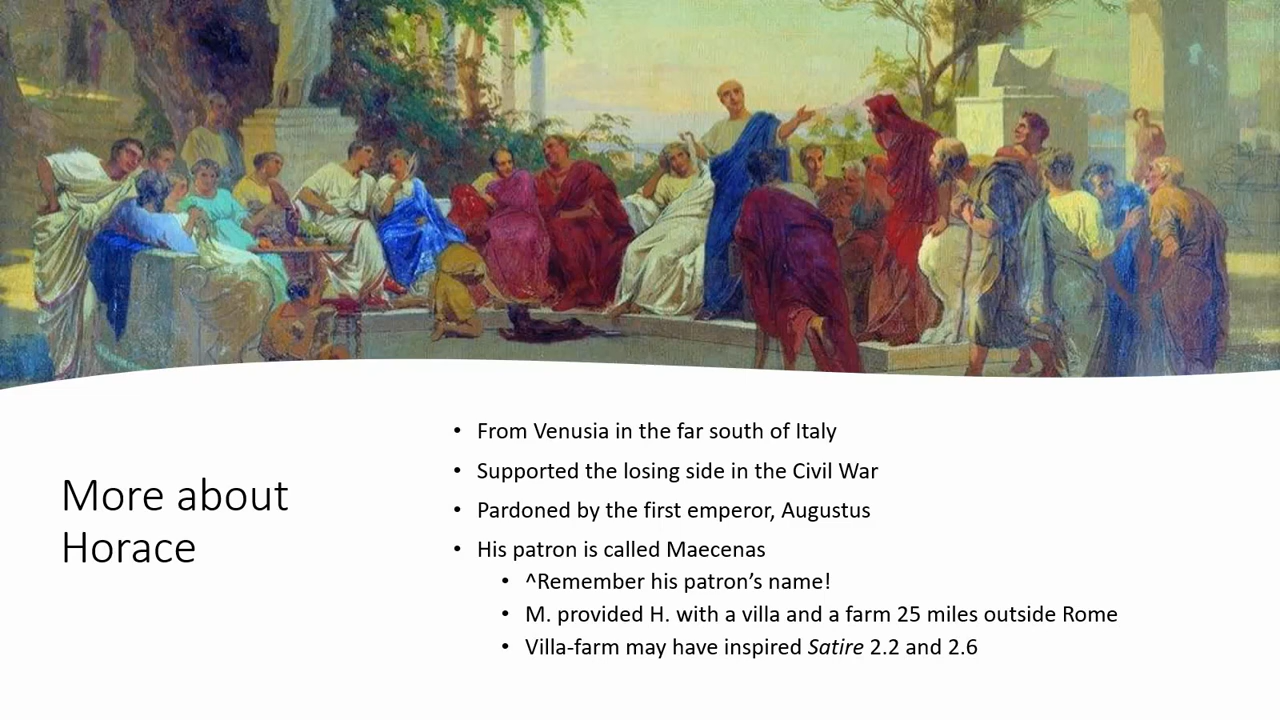 More about
Horace
• From Venusia in the far south of Italy
• Supported the losing side in the Civil War
• Pardoned by the first emperor, Augustus
• His patron is called Maecenas
• ^Remember his patron’s name!
• M. provided H. with a villa and a farm 25 miles outside Rome
• Villa-farm may have inspired Satire 2.2 and 2.6